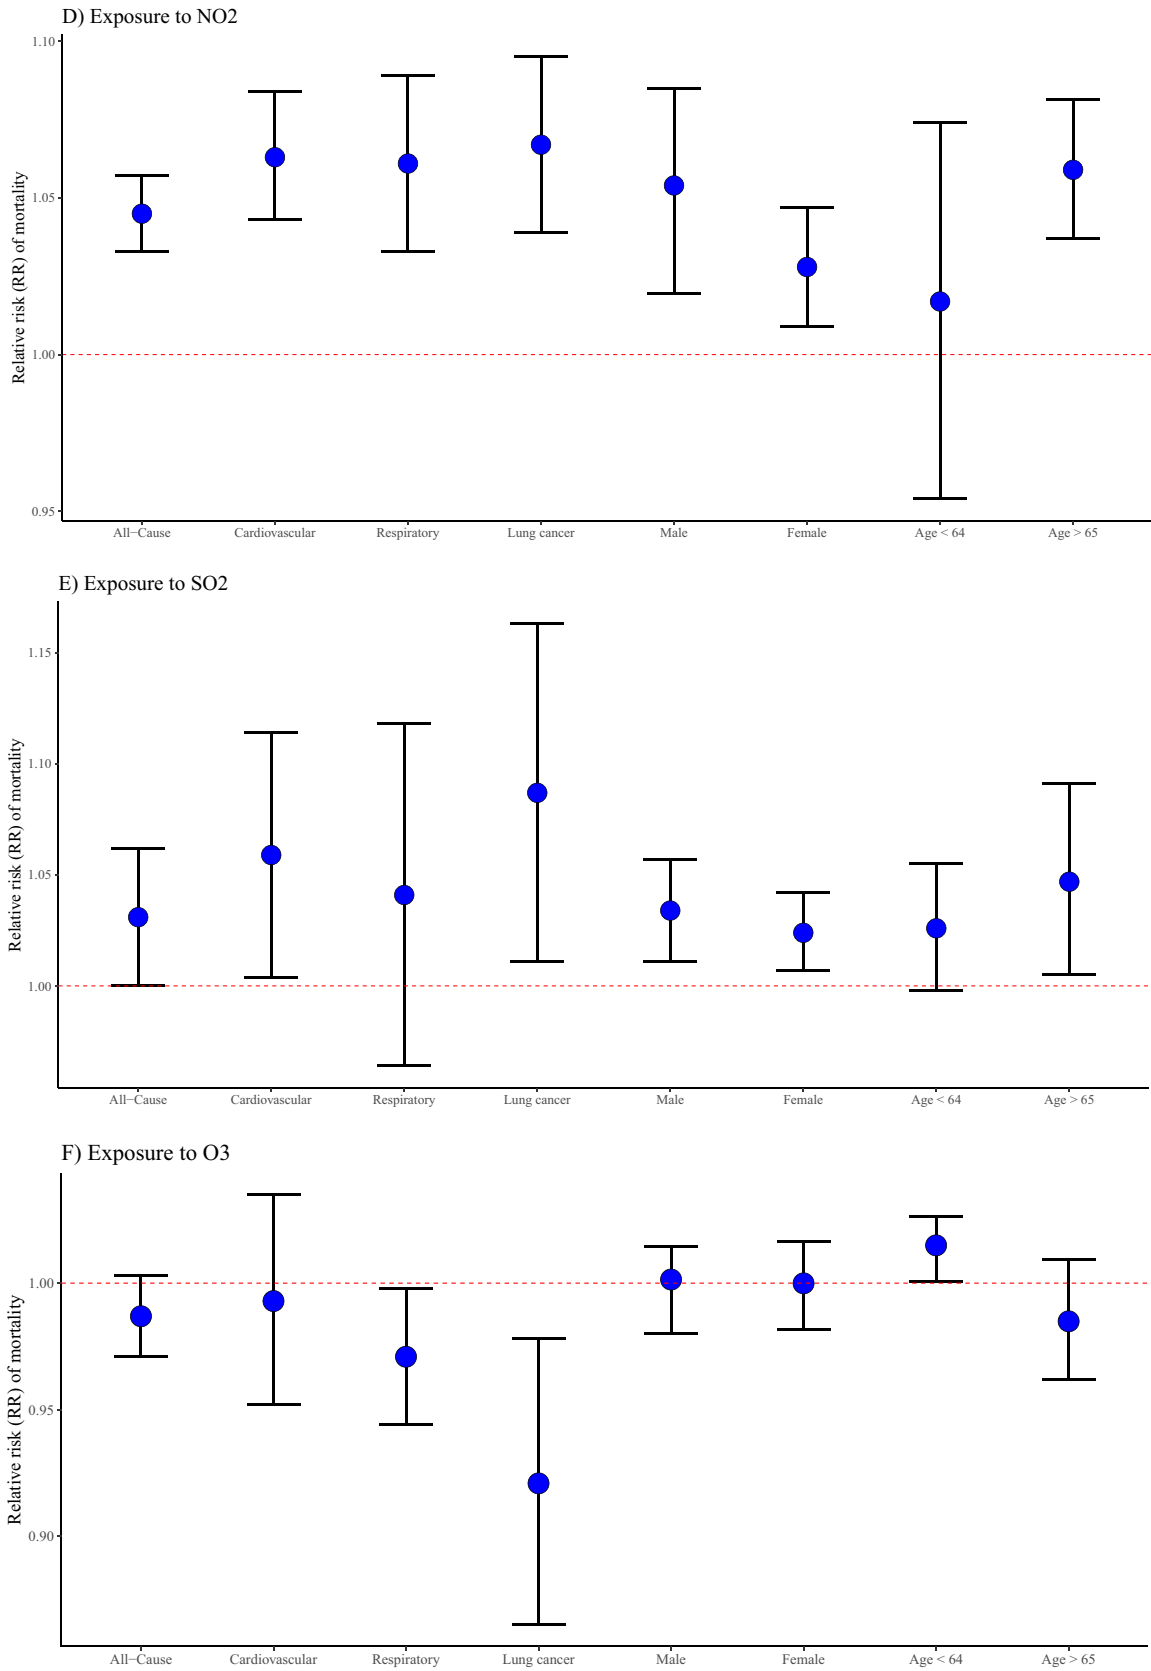 D) Exposure to NO2
Relative risk (RR) of mortality
1.10
1.05
1.00
0.95
All−Cause Cardiovascular Respiratory Lung cancer Male Female Age < 64 Age > 65
E) Exposure to SO2
Relative risk (RR) of mortality
1.15
1.10
1.05
1.00
All−Cause Cardiovascular Respiratory Lung cancer Male Female Age < 64 Age > 65
F) Exposure to O3
Relative risk (RR) of mortality
1.00
0.95
0.90
All−Cause Cardiovascular Respiratory Lung cancer Male Female Age < 64 Age > 65